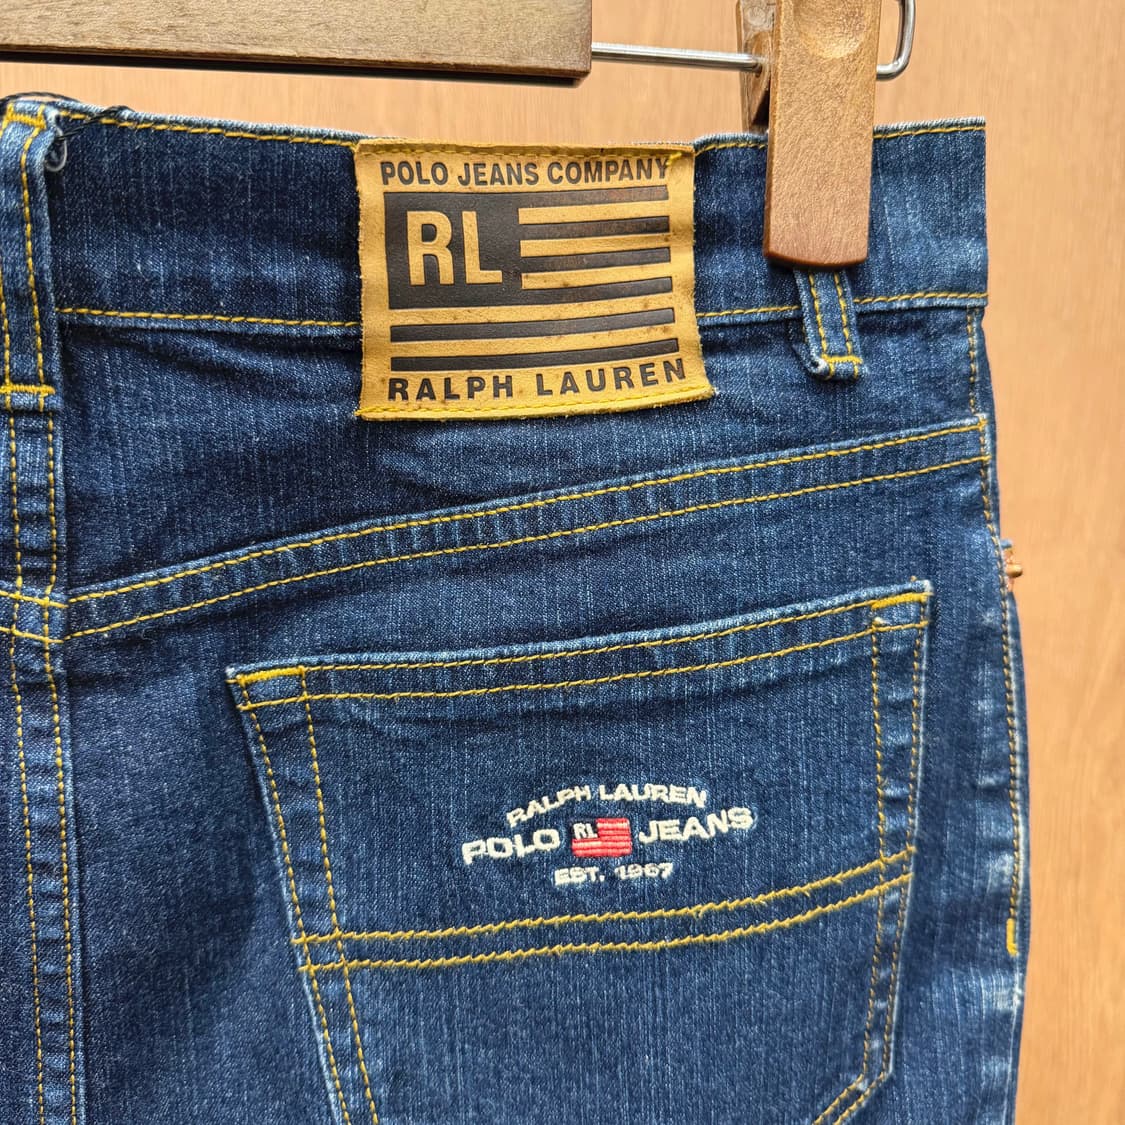 POLO JEANS COMPANY
RL
RALPH LAUREN
RALPH LAUREN
POLO RL JEANS
EST. 1967